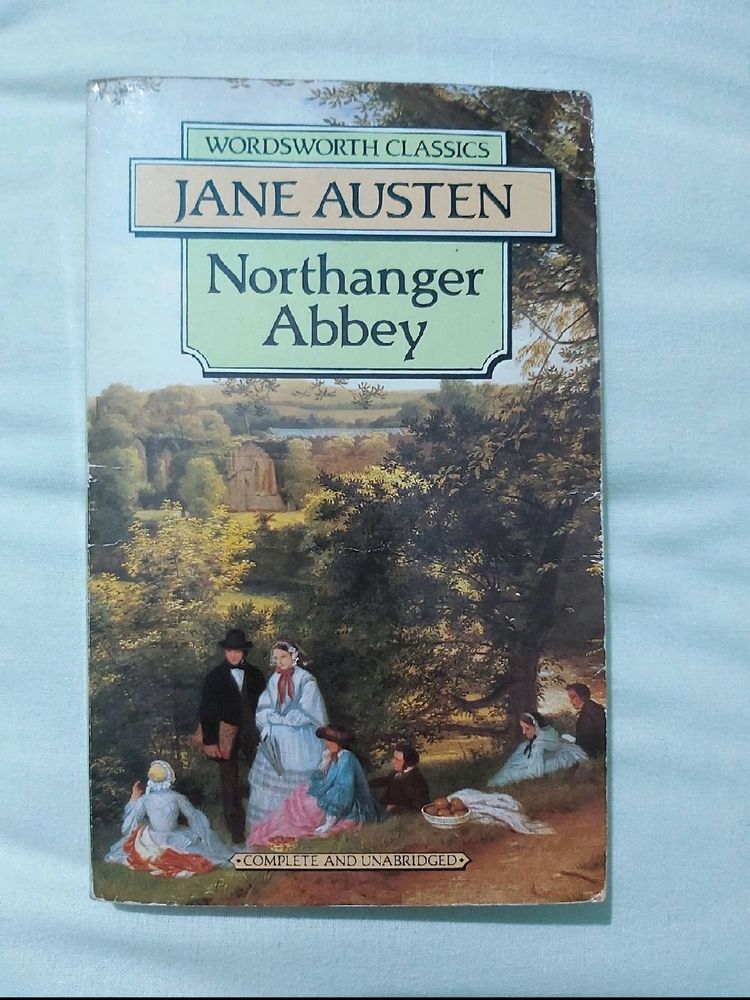 WORDSWORTH CLASSICS
JANE AUSTEN
Northanger
Abbey
COMPLETE AND UNABRIDGED